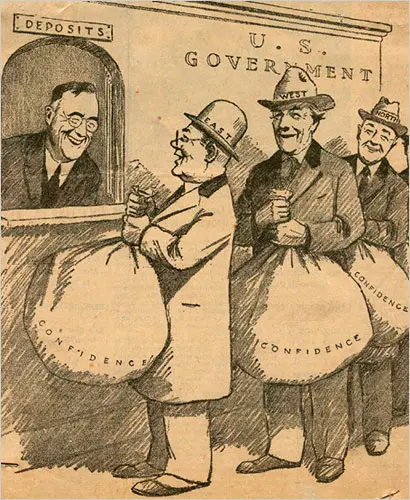 DEPOSITS
U. S.
GOVERNMENT
EAST
WEST
NORTH
CONFIDENCE
CONFIDENCE
CONFIDENCE